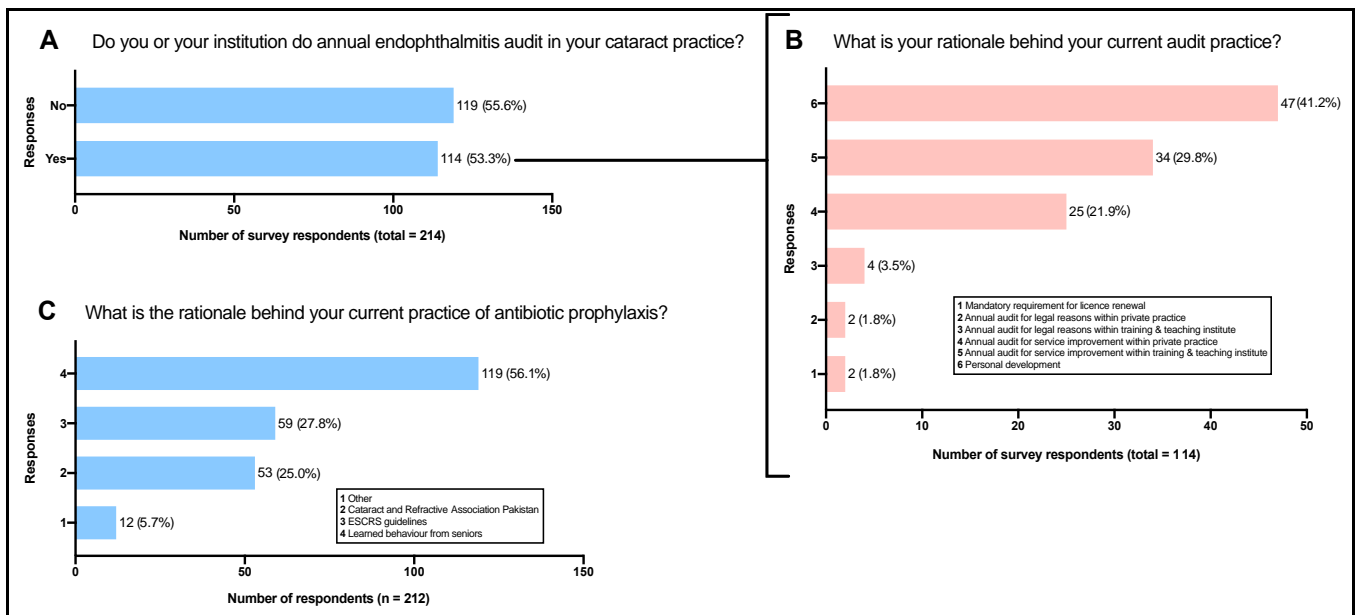 A Do you or your institution do annual endophthalmitis audit in your cataract practice?
Responses
No
119 (55.6%)
Yes
114 (53.3%)
0 50 100 150
Number of survey respondents (total = 214)
B What is your rationale behind your current audit practice?
Responses
6 47 (41.2%)
5 34 (29.8%)
4 25 (21.9%)
3 4 (3.5%)
2 2 (1.8%)
1 2 (1.8%)
1 Mandatory requirement for licence renewal
2 Annual audit for legal reasons within private practice
3 Annual audit for legal reasons within training & teaching institute
4 Annual audit for service improvement within private practice
5 Annual audit for service improvement within training & teaching institute
6 Personal development
0 10 20 30 40 50
Number of survey respondents (total = 114)
C What is the rationale behind your current practice of antibiotic prophylaxis?
Responses
4 119 (56.1%)
3 59 (27.8%)
2 53 (25.0%)
1 12 (5.7%)
1 Other
2 Cataract and Refractive Association Pakistan
3 ESCRS guidelines
4 Learned behaviour from seniors
0 50 100 150
Number of respondents (n = 212)